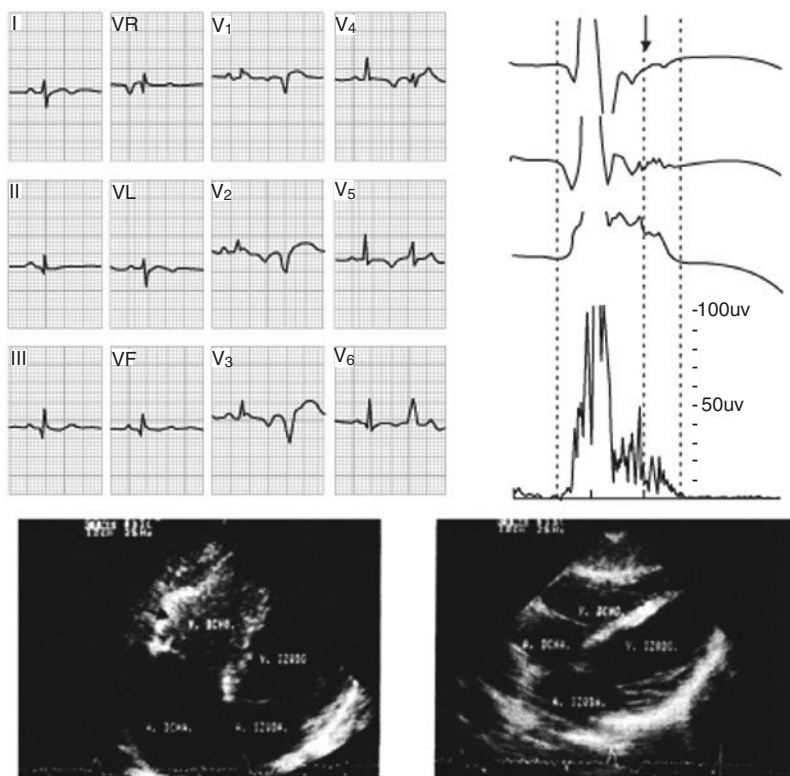 I
VR
V1
V4
II
VL
V2
V5
III
VF
V3
V6
-100uv
50uv
V. DCHO.
V. IZQDO
A. DCHA.
A. IZQDA.
V. DCHO.
A. DCHA.
V. IZQDO.
A. IZQDA.